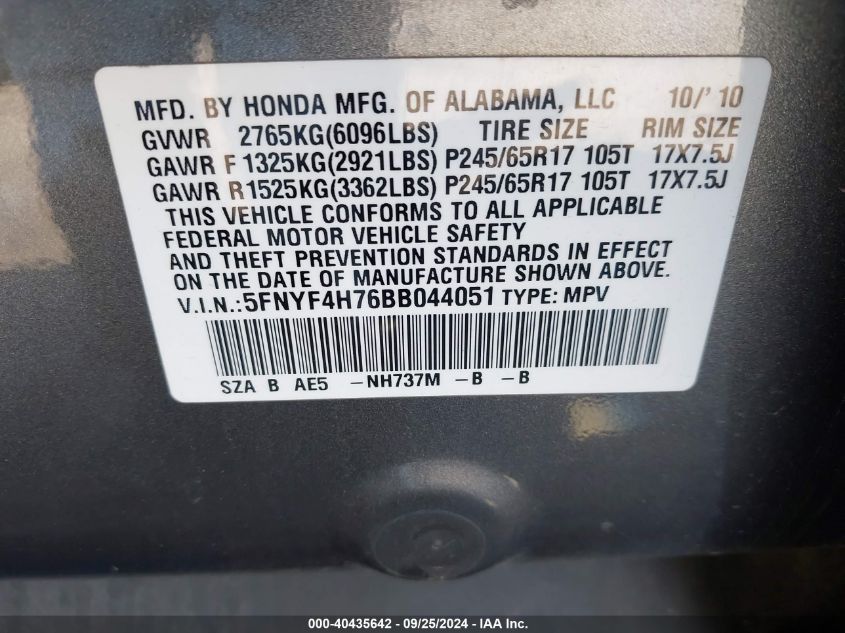 MFD. BY HONDA MFG. OF ALABAMA, LLC 10/'10
GVWR 2765KG(6096LBS) TIRE SIZE RIM SIZE
GAWR F 1325KG(2921LBS) P245/65R17 105T 17X7.5J
GAWR R1525KG(3362LBS) P245/65R17 105T 17X7.5J
THIS VEHICLE CONFORMS TO ALL APPLICABLE
FEDERAL MOTOR VEHICLE SAFETY
AND THEFT PREVENTION STANDARDS IN EFFECT
ON THE DATE OF MANUFACTURE SHOWN ABOVE.
V.I.N.:5FNYF4H76BB044051 TYPE: MPV
SZA B AE5 -NH737M -B -B
000-40435642 - 09/25/2024 - IAA Inc.